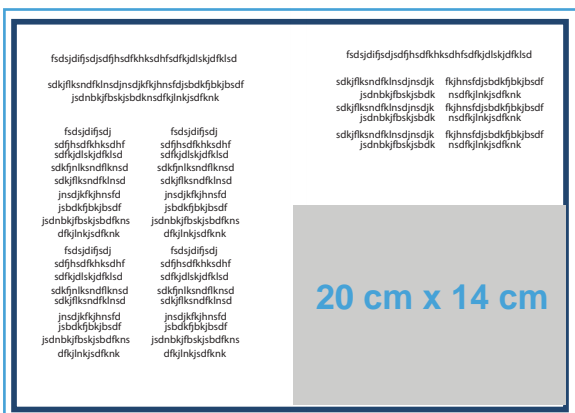 fsdsjdifjsdjsdfjhsdfkhksdhfsdfkjdlskjdfklsd
sdkjflksndfklnsdjnsdjkfkjhnsfdjsbdkfjbkjbsdf
jsdnbkjfbskjsbdknsdfkjlnkjsdfknk
fsdsjdifjsdj fsdsjdifjsdj
sdfjhsdfkhksdhf sdfjhsdfkhksdhf
sdfkjdlskjdfklsd sdfkjdlskjdfklsd
sdkfjnlksndflknsd sdkfjnlksndflknsd
sdkjflksndfklnsd sdkjflksndfklnsd
jnsdjkfkjhnsfd jnsdjkfkjhnsfd
jsbdkfjbkjbsdf jsbdkfjbkjbsdf
jsdnbkjfbskjsbdfkns jsdnbkjfbskjsbdfkns
dfkjlnkjsdfknk dfkjlnkjsdfknk
fsdsjdifjsdj fsdsjdifjsdj
sdfjhsdfkhksdhf sdfjhsdfkhksdhf
sdfkjdlskjdfklsd sdfkjdlskjdfklsd
sdkfjnlksndflknsd sdkfjnlksndflknsd
sdkjflksndfklnsd sdkjflksndfklnsd
jnsdjkfkjhnsfd jnsdjkfkjhnsfd
jsbdkfjbkjbsdf jsbdkfjbkjbsdf
jsdnbkjfbskjsbdfkns jsdnbkjfbskjsbdfkns
dfkjlnkjsdfknk dfkjlnkjsdfknk
fsdsjdifjsdjsdfjhsdfkhksdhfsdfkjdlskjdfklsd
sdkjflksndfklnsdjnsdjk fkjhnsfdjsbdkfjbkjbsdf
jsdnbkjfbskjsbdk nsdfkjlnkjsdfknk
sdkjflksndfklnsdjnsdjk fkjhnsfdjsbdkfjbkjbsdf
jsdnbkjfbskjsbdk nsdfkjlnkjsdfknk
sdkjflksndfklnsdjnsdjk fkjhnsfdjsbdkfjbkjbsdf
jsdnbkjfbskjsbdk nsdfkjlnkjsdfknk
20 cm x 14 cm